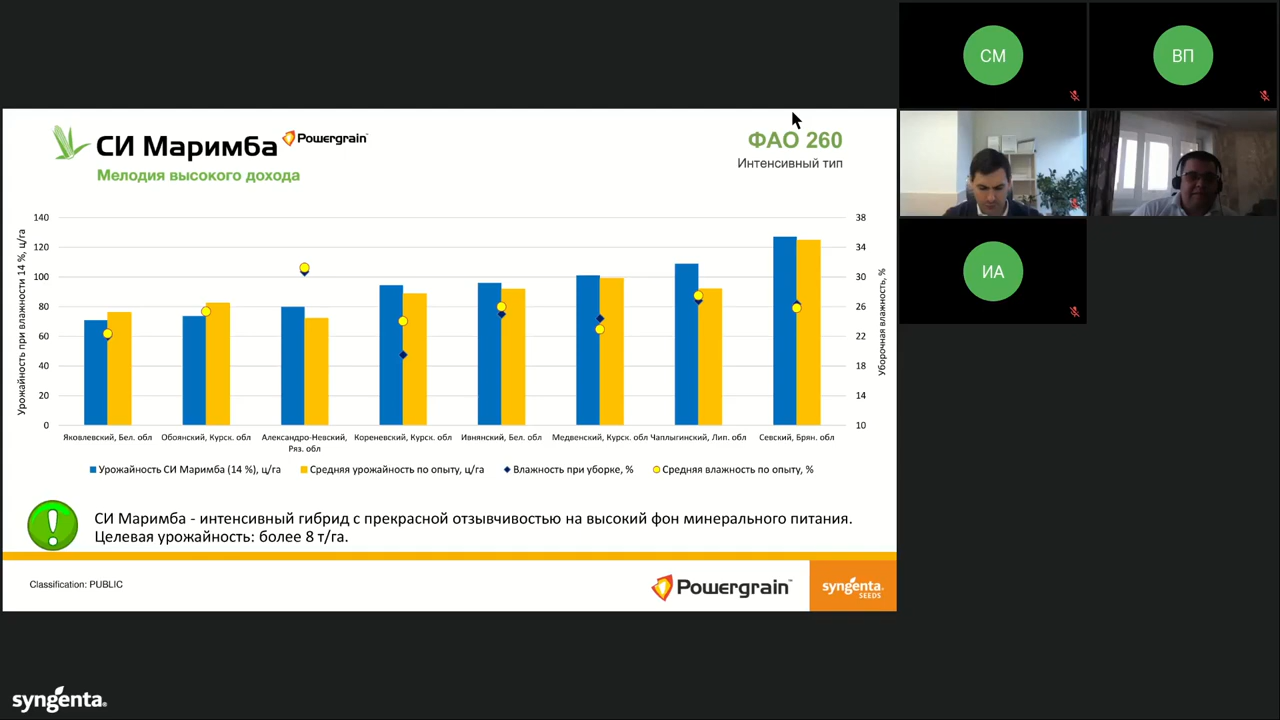 СМ
ВП
ИА
СИ Маримба Powergrain™
ФАО 260
Интенсивный тип
Мелодия высокого дохода
Урожайность при влажности 14 %, ц/га
140
120
100
80
60
40
20
0
38
34
30
26
22
18
14
10
Уборочная влажность, %
Яковлевский, Бел. обл
Обоянский, Курск. обл
Александро-Невский,
Ряз. обл
Кореневский, Курск. обл
Ивнянский, Бел. обл
Медвенский, Курск. обл
Чаплыгинский, Лип. обл
Севский, Брян. обл
Урожайность СИ Маримба (14 %), ц/га
Средняя урожайность по опыту, ц/га
Влажность при уборке, %
Средняя влажность по опыту, %
СИ Маримба - интенсивный гибрид с прекрасной отзывчивостью на высокий фон минерального питания.
Целевая урожайность: более 8 т/га.
Classification: PUBLIC
Powergrain™
syngenta
SEEDS
syngenta